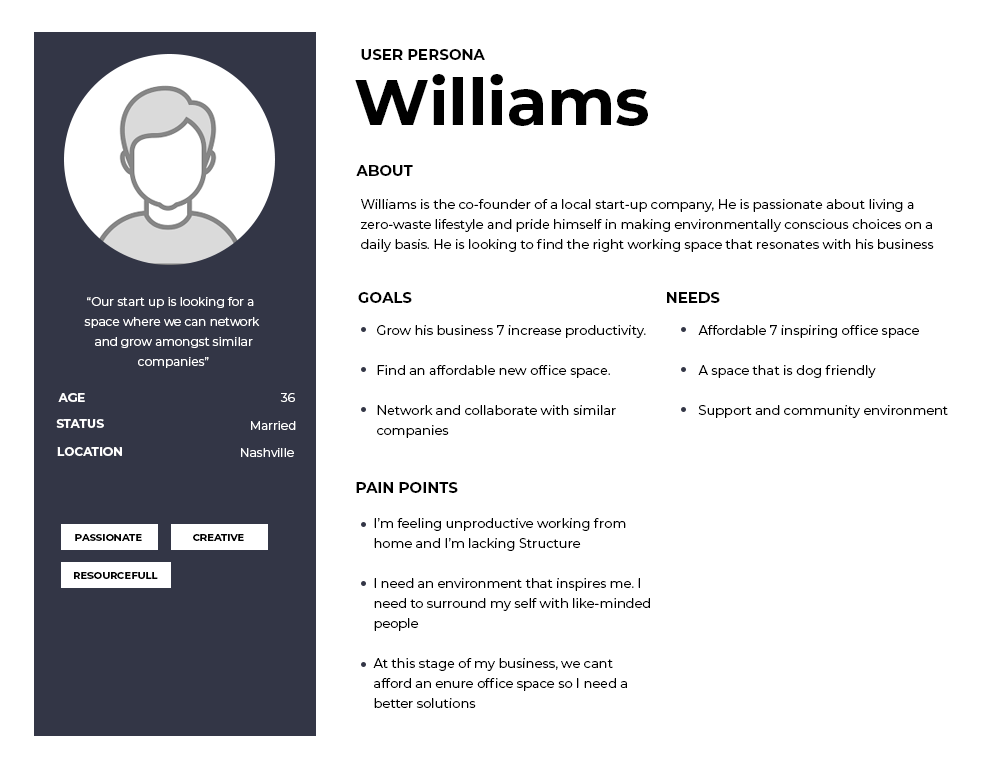 USER PERSONA
Williams
ABOUT
Williams is the co-founder of a local start-up company, He is passionate about living a
zero-waste lifestyle and pride himself in making environmentally conscious choices on a
daily basis. He is looking to find the right working space that resonates with his business
“Our start up is looking for a
space where we can network
and grow amongst similar
companies”
AGE 36
STATUS Married
LOCATION Nashville
PASSIONATE CREATIVE
RESOURCEFULL
GOALS
• Grow his business 7 increase productivity.
• Find an affordable new office space.
• Network and collaborate with similar
companies
NEEDS
• Affordable 7 inspiring office space
• A space that is dog friendly
• Support and community environment
PAIN POINTS
• I’m feeling unproductive working from
home and I’m lacking Structure
• I need an environment that inspires me. I
need to surround my self with like-minded
people
• At this stage of my business, we cant
afford an enure office space so I need a
better solutions